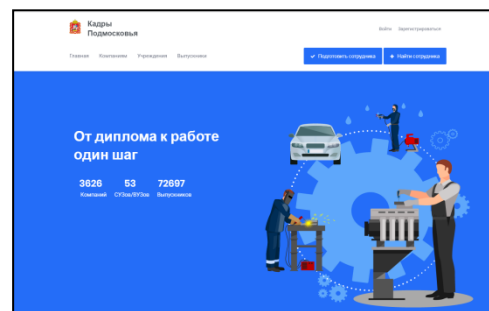 Кадры
Подмосковья
Войти Зарегистрироваться
Главная Компаниям Учреждения Выпускники
Подготовить сотрудника
Найти сотрудника
От диплома к работе
один шаг
3626 53 72697
Компаний СУЗов/ВУЗов Выпускников